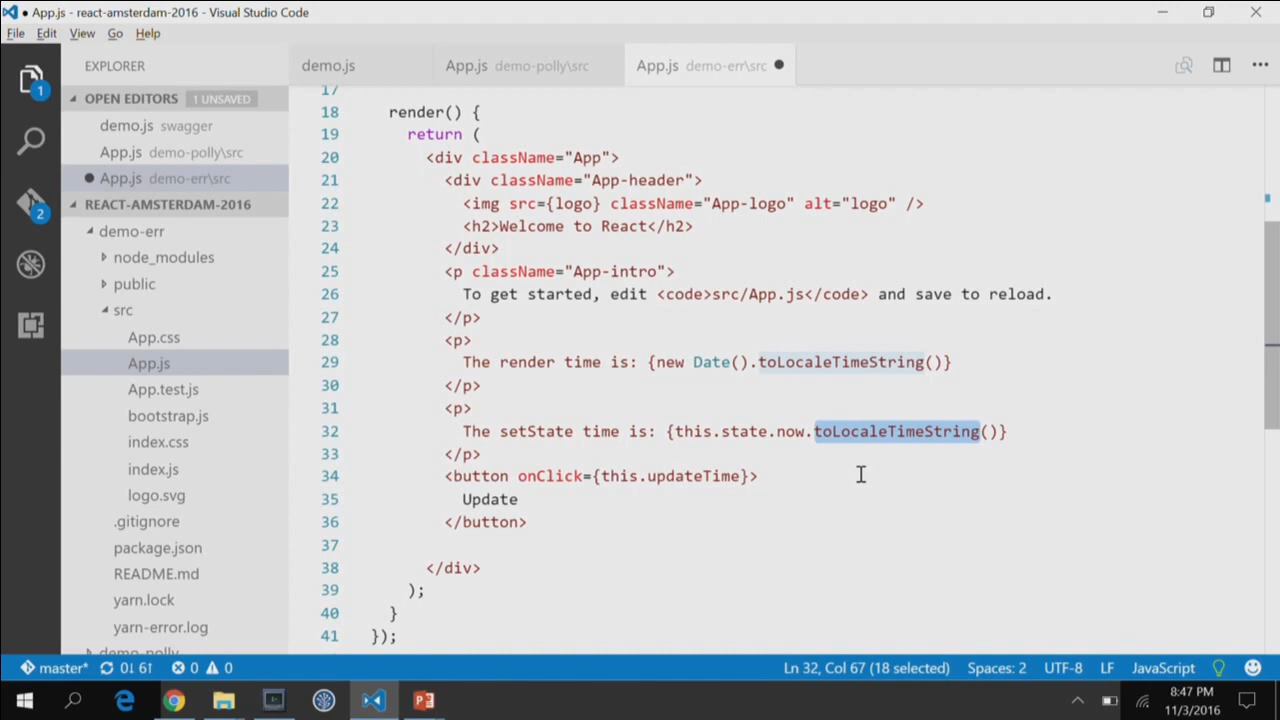 App.js - react-amsterdam-2016 - Visual Studio Code
File Edit View Go Help
EXPLORER
OPEN EDITORS 1 UNSAVED
demo.js swagger
App.js demo-polly\src
App.js demo-err\src
REACT-AMSTERDAM-2016
demo-err
node_modules
public
src
App.css
App.js
App.test.js
bootstrap.js
index.css
index.js
logo.svg
.gitignore
package.json
README.md
yarn.lock
yarn-error.log
demo-polly
1
2
demo.js App.js demo-polly\src App.js demo-err\src
17
18 render() {
19 return (
20 <div className="App">
21 <div className="App-header">
22 <img src={logo} className="App-logo" alt="logo" />
23 <h2>Welcome to React</h2>
24 </div>
25 <p className="App-intro">
26 To get started, edit <code>src/App.js</code> and save to reload.
27 </p>
28 <p>
29 The render time is: {new Date().toLocaleTimeString()}
30 </p>
31 <p>
32 The setState time is: {this.state.now.toLocaleTimeString()}
33 </p>
34 <button onClick={this.updateTime}>
35 Update
36 </button>
37
38 </div>
39 );
40 }
41 });
master* 0↓ 6↑ 0 0 Ln 32, Col 67 (18 selected) Spaces: 2 UTF-8 LF JavaScript
8:47 PM
11/3/2016